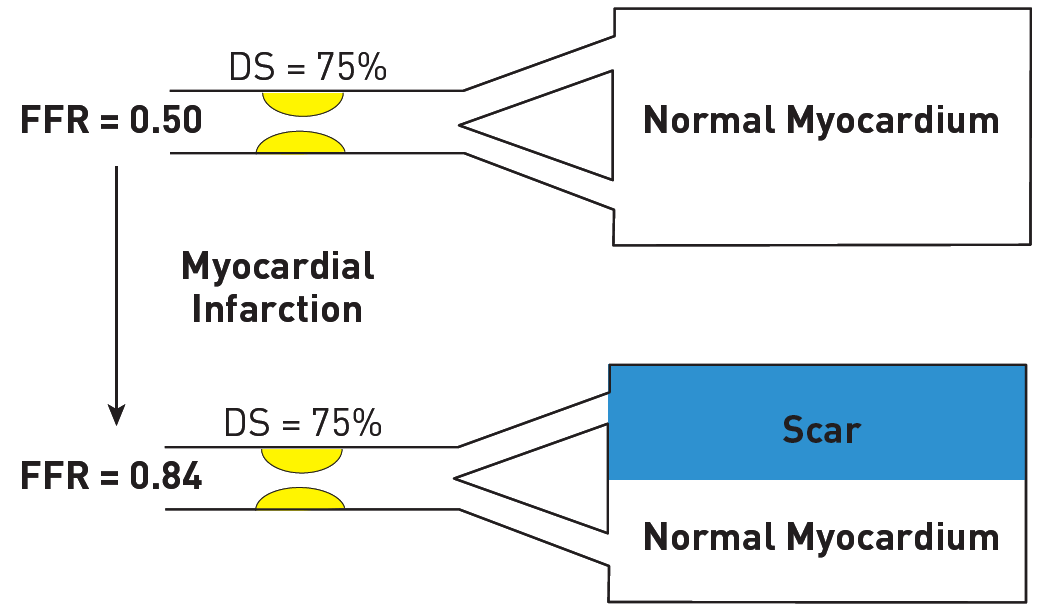 DS = 75%
FFR = 0.50
Normal Myocardium
Myocardial
Infarction
DS = 75%
FFR = 0.84
Scar
Normal Myocardium